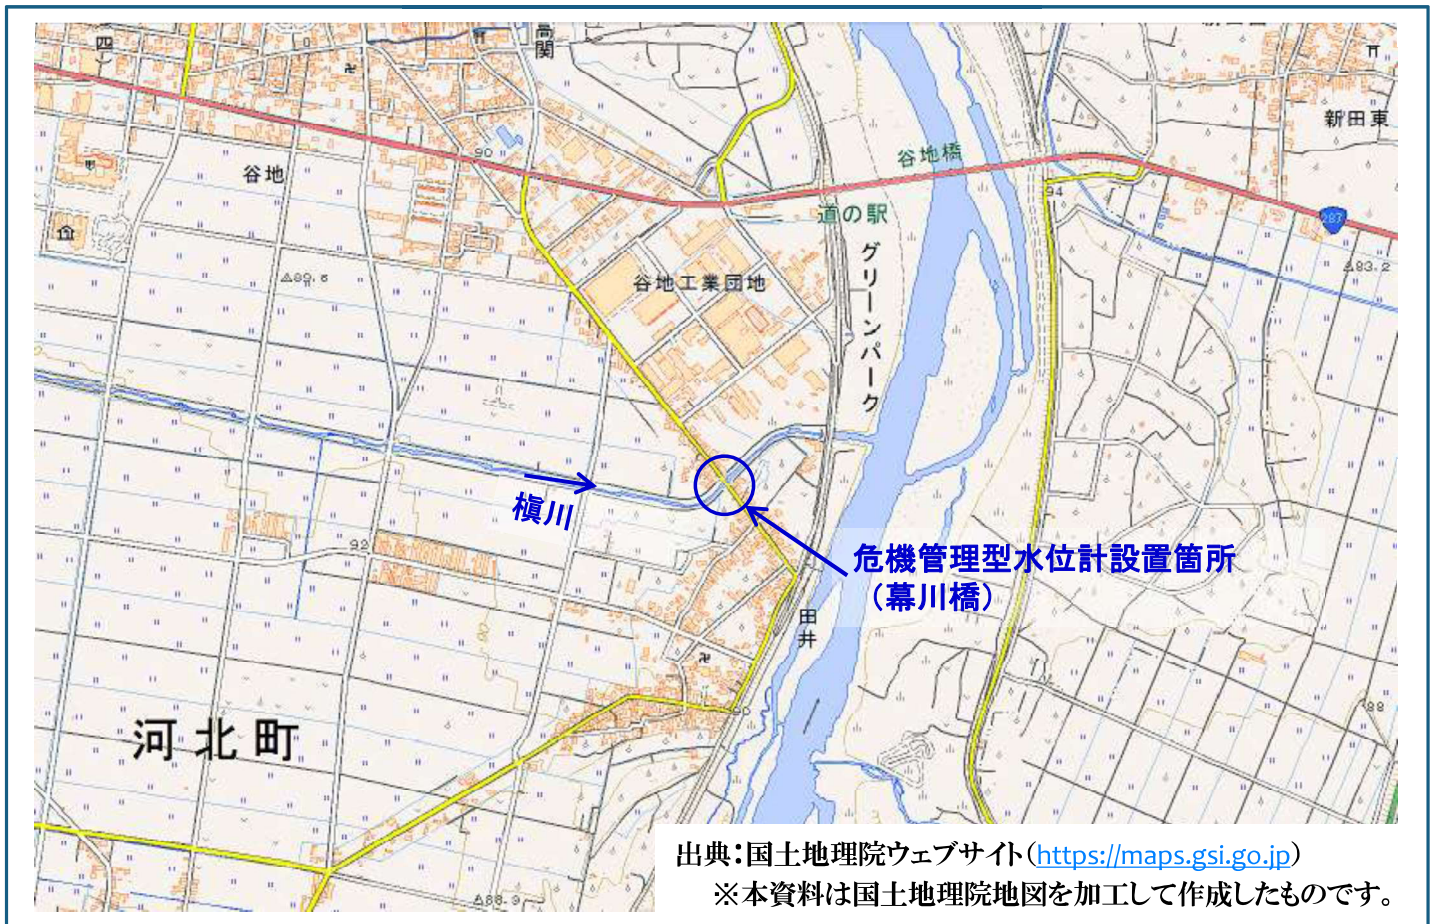 四ツ
高関
新田東
谷地
90
谷地橋
94
道の駅
287
△89.6
谷地工業団地
グリーンパーク
△83.2
槇川
92
危機管理型水位計設置箇所
（幕川橋）
田井
河北町
88
△88.9
出典：国土地理院ウェブサイト（https://maps.gsi.go.jp）
※本資料は国土地理院地図を加工して作成したものです。